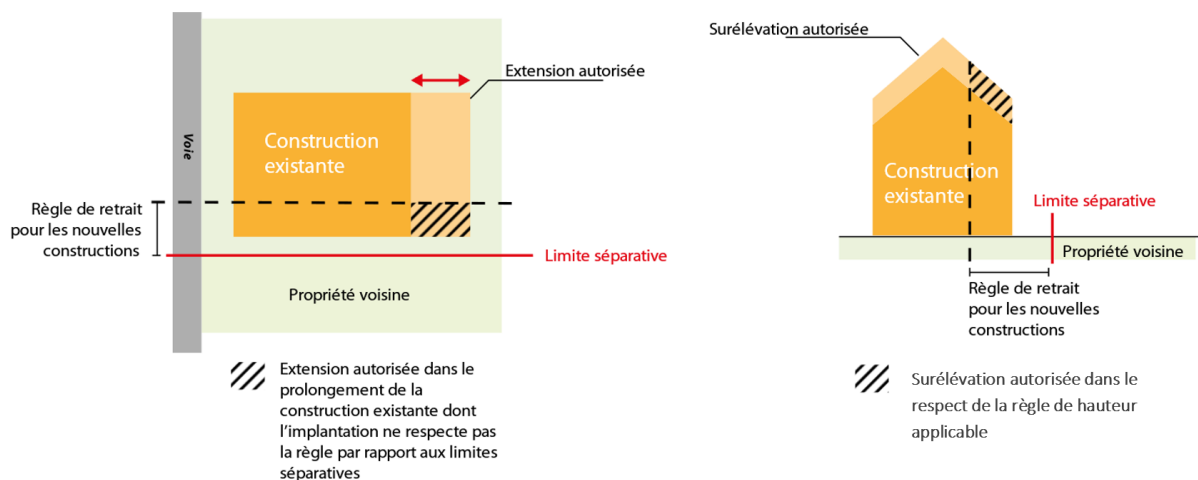 Extension autorisée
Construction
existante
Voie
Règle de retrait
pour les nouvelles
constructions
Limite séparative
Propriété voisine
Extension autorisée dans le
prolongement de la
construction existante dont
l’implantation ne respecte pas
la règle par rapport aux limites
séparatives
Surélévation autorisée
Construction
existante
Limite séparative
Propriété voisine
Règle de retrait
pour les nouvelles
constructions
Surélévation autorisée dans le
respect de la règle de hauteur
applicable